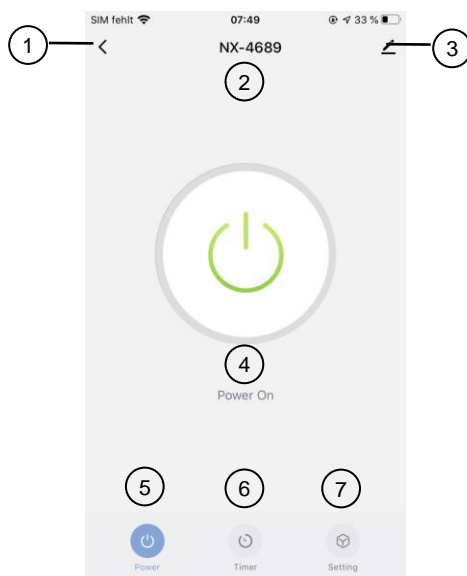 SIM fehlt 07:49 33 %
1 NX-4689 3
2
4
Power On
5 6 7
Power Timer Setting